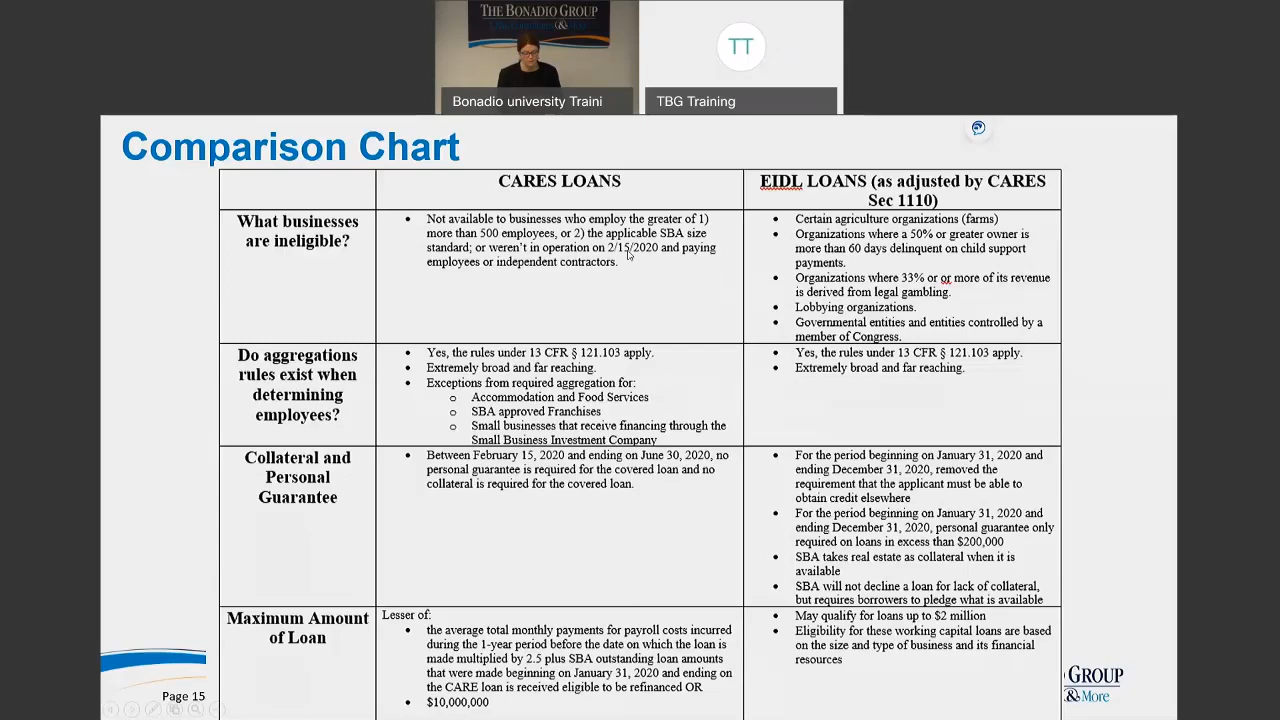 THE BONADIO GROUP
TT
Bonadio university Traini
TBG Training
Comparison Chart
CARES LOANS
EIDL LOANS (as adjusted by CARES
Sec 1110)
What businesses
are ineligible?
• Not available to businesses who employ the greater of 1)
more than 500 employees, or 2) the applicable SBA size
standard; or weren't in operation on 2/15/2020 and paying
employees or independent contractors.
• Certain agriculture organizations (farms)
• Organizations where a 50% or greater owner is
more than 60 days delinquent on child support
payments.
• Organizations where 33% or or more of its revenue
is derived from legal gambling.
• Lobbying organizations.
• Governmental entities and entities controlled by a
member of Congress.
Do aggregations
rules exist when
determining
employees?
• Yes, the rules under 13 CFR § 121.103 apply.
• Extremely broad and far reaching.
• Exceptions from required aggregation for:
o Accommodation and Food Services
o SBA approved Franchises
o Small businesses that receive financing through the
Small Business Investment Company
• Yes, the rules under 13 CFR § 121.103 apply.
• Extremely broad and far reaching.
Collateral and
Personal
Guarantee
• Between February 15, 2020 and ending on June 30, 2020, no
personal guarantee is required for the covered loan and no
collateral is required for the covered loan.
• For the period beginning on January 31, 2020 and
ending December 31, 2020, removed the
requirement that the applicant must be able to
obtain credit elsewhere
• For the period beginning on January 31, 2020 and
ending December 31, 2020, personal guarantee only
required on loans in excess than $200,000
• SBA takes real estate as collateral when it is
available
• SBA will not decline a loan for lack of collateral,
but requires borrowers to pledge what is available
Maximum Amount
of Loan
Lesser of:
• the average total monthly payments for payroll costs incurred
during the 1-year period before the date on which the loan is
made multiplied by 2.5 plus SBA outstanding loan amounts
that were made beginning on January 31, 2020 and ending on
the CARE loan is received eligible to be refinanced OR
• $10,000,000
• May qualify for loans up to $2 million
• Eligibility for these working capital loans are based
on the size and type of business and its financial
resources
Page 15
GROUP
& More